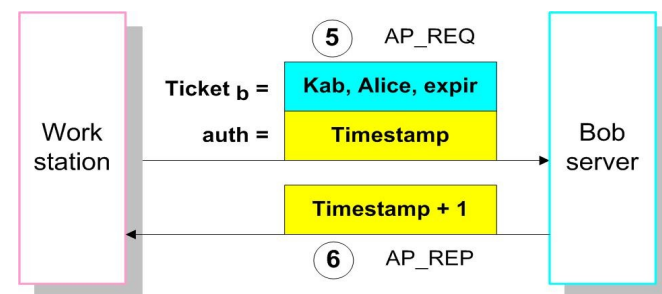 5 AP_REQ
Ticket b = Kab, Alice, expir
Work station
auth = Timestamp
Bob server
Timestamp + 1
6 AP_REP